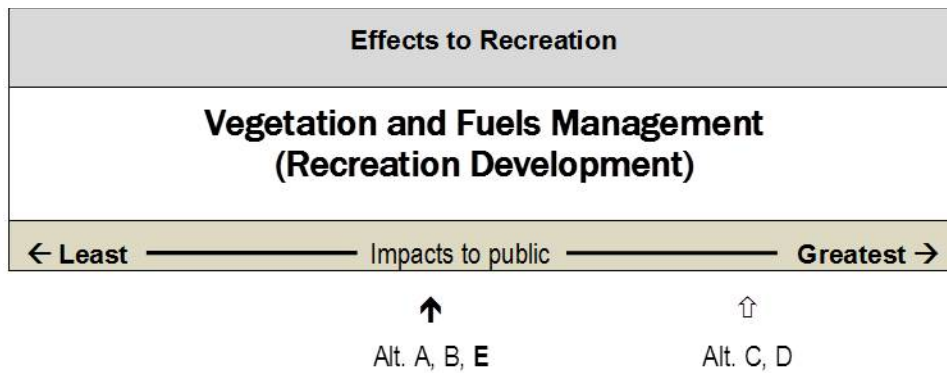 Effects to Recreation
Vegetation and Fuels Management
(Recreation Development)
← Least Impacts to public Greatest →
Alt. A, B, E Alt. C, D